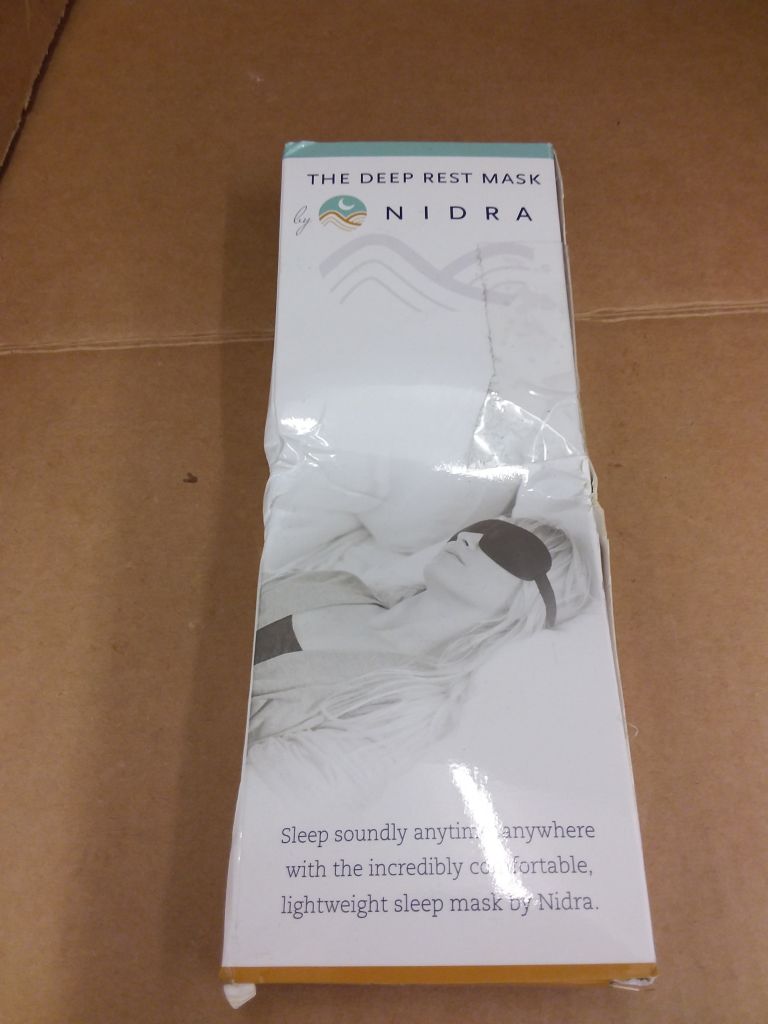 THE DEEP REST MASK
by NIDRA
Sleep soundly anytime anywhere
with the incredibly comfortable,
lightweight sleep mask by Nidra.